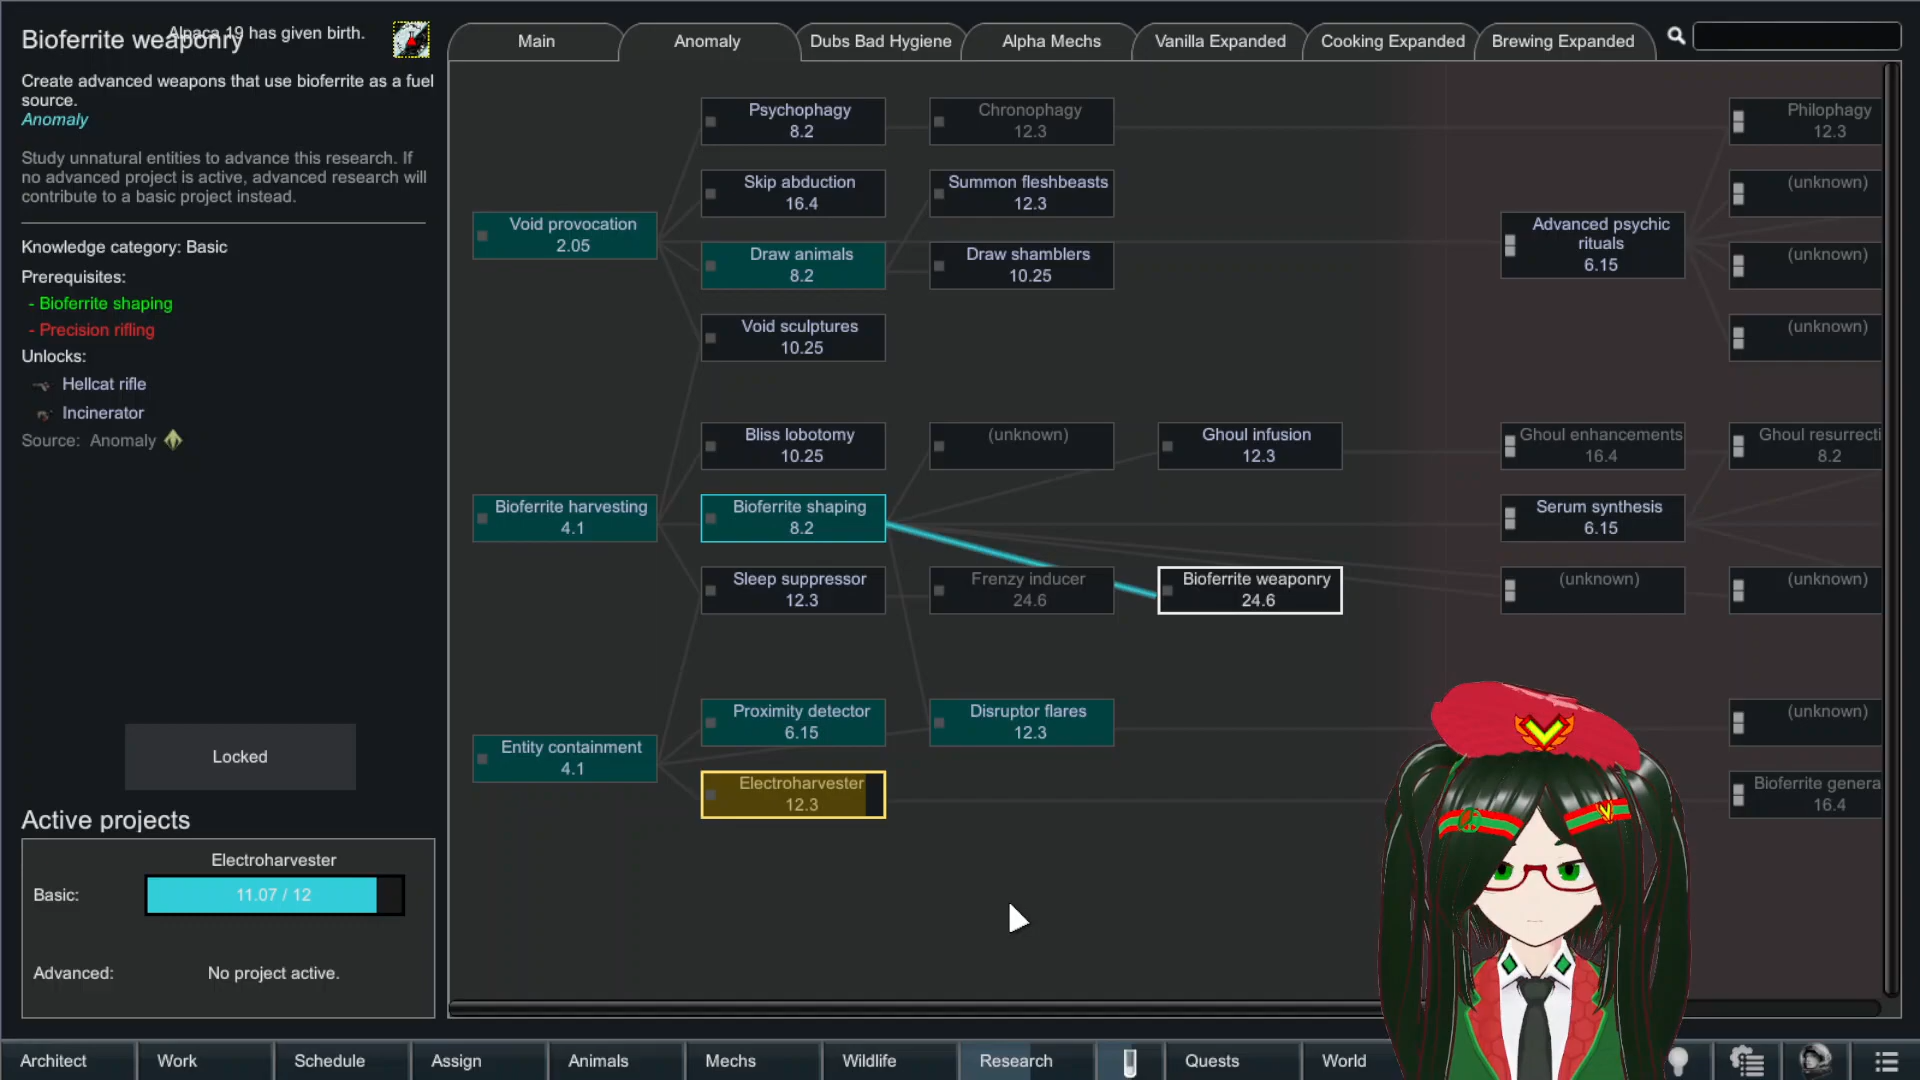 Bioferrite weaponry
Alpaca 19 has given birth.
Create advanced weapons that use bioferrite as a fuel
source.
Anomaly
Study unnatural entities to advance this research. If
no advanced project is active, advanced research will
contribute to a basic project instead.
Knowledge category: Basic
Prerequisites:
- Bioferrite shaping
- Precision rifling
Unlocks:
Hellcat rifle
Incinerator
Source: Anomaly
Locked
Active projects
Electroharvester
Basic:
11.07 / 12
Advanced:
No project active.
Main
Anomaly
Dubs Bad Hygiene
Alpha Mechs
Vanilla Expanded
Cooking Expanded
Brewing Expanded
Psychophagy
8.2
Chronophagy
12.3
Philophagy
12.3
Skip abduction
16.4
Summon fleshbeasts
12.3
(unknown)
Void provocation
2.05
Advanced psychic
rituals
6.15
Draw animals
8.2
Draw shamblers
10.25
(unknown)
Void sculptures
10.25
(unknown)
Bliss lobotomy
10.25
(unknown)
Ghoul infusion
12.3
Ghoul enhancements
16.4
Ghoul resurrecti
8.2
Bioferrite harvesting
4.1
Bioferrite shaping
8.2
Serum synthesis
6.15
Sleep suppressor
12.3
Frenzy inducer
24.6
Bioferrite weaponry
24.6
(unknown)
(unknown)
Proximity detector
6.15
Disruptor flares
12.3
(unknown)
Entity containment
4.1
Electroharvester
12.3
Bioferrite genera
16.4
Architect
Work
Schedule
Assign
Animals
Mechs
Wildlife
Research
Quests
World